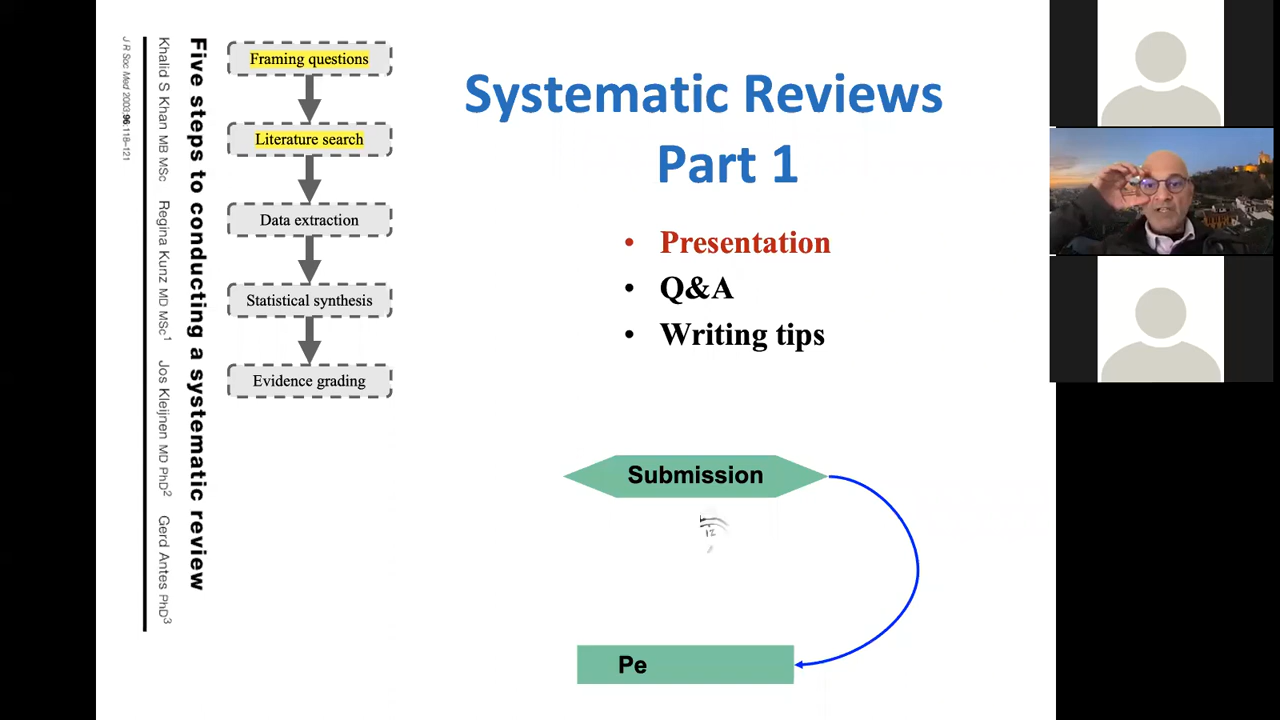 Five steps to conducting a systematic review
Khalid S Khan MB MSc Regina Kunz MD MSc1 Jos Kleijnen MD PhD2 Gerd Antes PhD3
J R Soc Med 2003;96:118–121
Framing questions
Literature search
Data extraction
Statistical synthesis
Evidence grading
Systematic Reviews
Part 1
• Presentation
• Q&A
• Writing tips
Submission
Pe